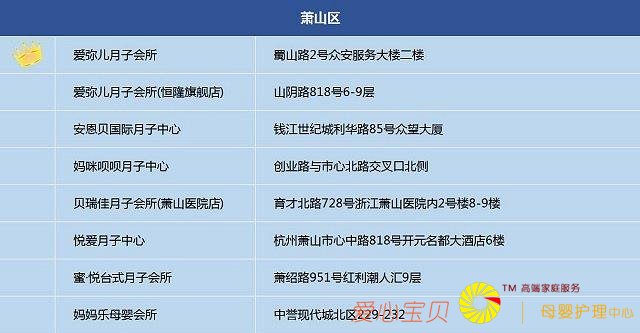 萧山区
爱弥儿月子会所 蜀山路2号众安服务大楼二楼
爱弥儿月子会所(恒隆旗舰店) 山阴路818号6-9层
安恩贝国际月子中心 钱江世纪城利华路85号众望大厦
妈咪呗呗月子中心 创业路与市心北路交叉口北侧
贝瑞佳月子会所(萧山医院店) 育才北路728号浙江萧山医院内2号楼8-9楼
悦爱月子中心 杭州萧山市心中路818号开元名都大酒店6楼
蜜·悦台式月子会所 萧绍路951号红利潮人汇9层
妈妈乐母婴会所 中誉现代城北区229-232
爱心宝贝
TM 高端家庭服务
母婴护理中心